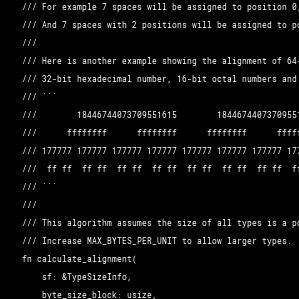 /// For example 7 spaces will be assigned to position 0,
/// And 7 spaces with 2 positions will be assigned to po
///
/// Here is another example showing the alignment of 64-
/// 32-bit hexadecimal number, 16-bit octal numbers and
/// ```
///        18446744073709551615        1844674407370955
///      ffffffff      ffffffff      ffffffff      ffff
/// 177777 177777 177777 177777 177777 177777 177777 177
///  ff ff  ff ff  ff ff  ff ff  ff ff  ff ff  ff ff  ff
/// ```
///
/// This algorithm assumes the size of all types is a po
/// Increase MAX_BYTES_PER_UNIT to allow larger types.
fn calculate_alignment(
    sf: &TypeSizeInfo,
    byte_size_block: usize,